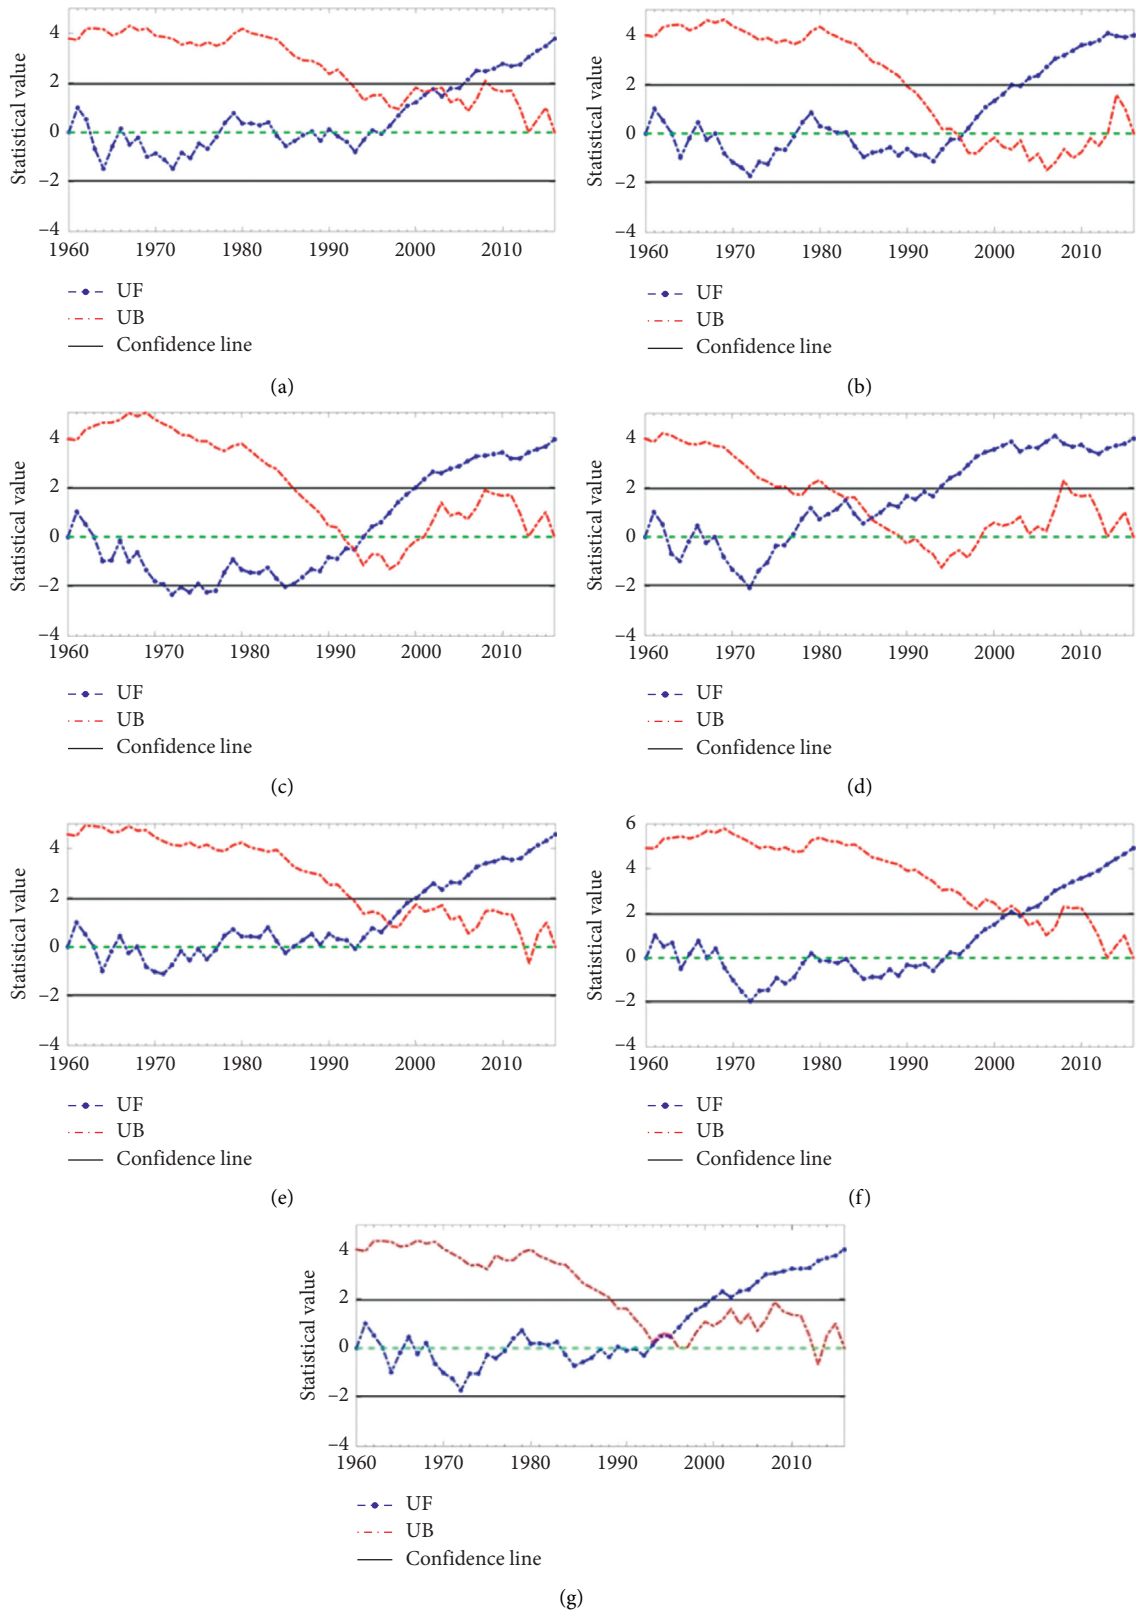 Statistical value
4
2
0
−2
−4
1960 1970 1980 1990 2000 2010
UF
UB
Confidence line
(a)
Statistical value
4
2
0
−2
−4
1960 1970 1980 1990 2000 2010
UF
UB
Confidence line
(b)
Statistical value
4
2
0
−2
−4
1960 1970 1980 1990 2000 2010
UF
UB
Confidence line
(c)
Statistical value
4
2
0
−2
−4
1960 1970 1980 1990 2000 2010
UF
UB
Confidence line
(d)
Statistical value
4
2
0
−2
−4
1960 1970 1980 1990 2000 2010
UF
UB
Confidence line
(e)
Statistical value
6
4
2
0
−2
−4
1960 1970 1980 1990 2000 2010
UF
UB
Confidence line
(f)
Statistical value
4
2
0
−2
−4
1960 1970 1980 1990 2000 2010
UF
UB
Confidence line
(g)